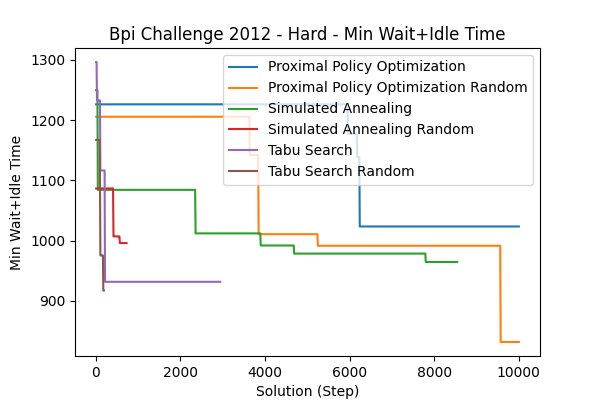 Bpi Challenge 2012 - Hard - Min Wait+Idle Time
Proximal Policy Optimization
Proximal Policy Optimization Random
Simulated Annealing
Simulated Annealing Random
Tabu Search
Tabu Search Random
Min Wait+Idle Time
1300
1200
1100
1000
900
0 2000 4000 6000 8000 10000
Solution (Step)